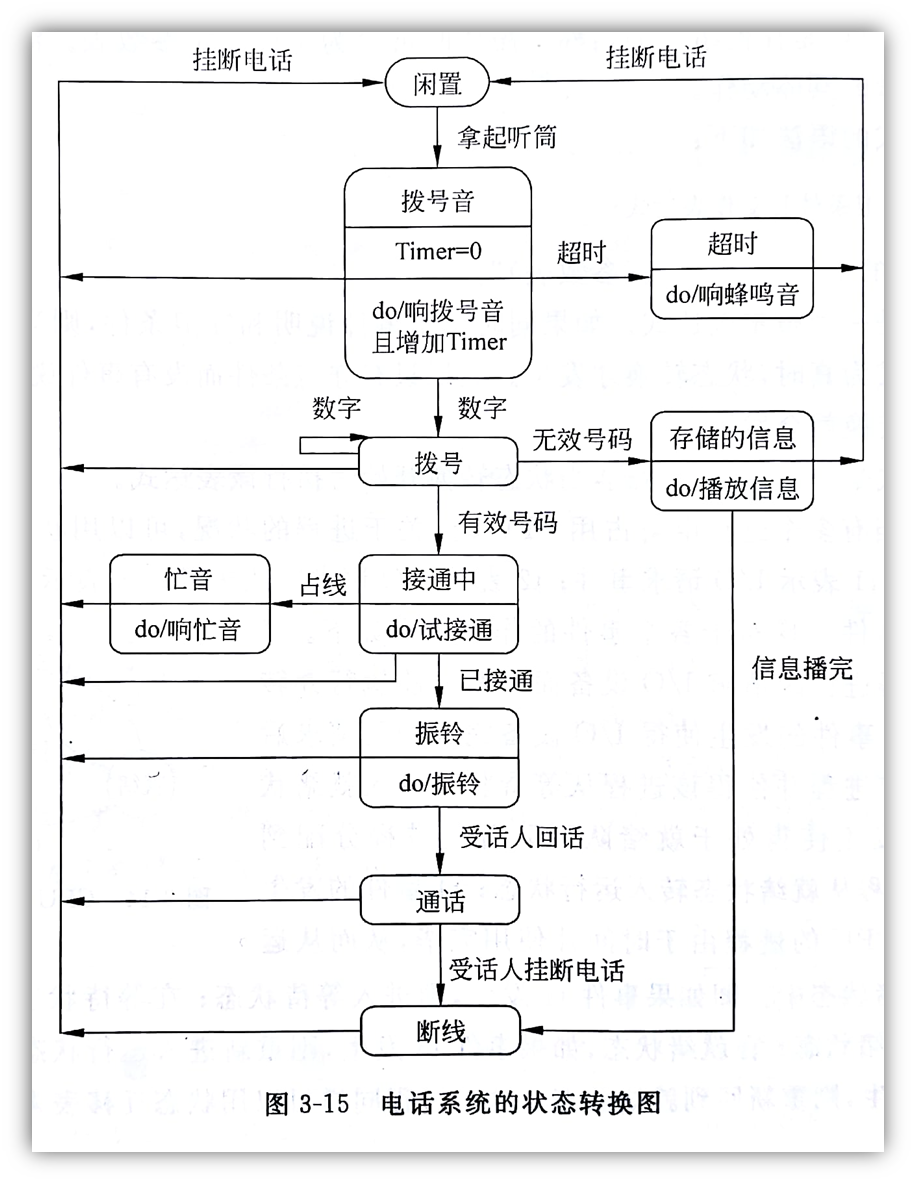 挂断电话
闲置
挂断电话
拿起听筒
拨号音
Timer=0
do/响拨号音
且增加Timer
超时
超时
do/响蜂鸣音
数字
数字
拨号
无效号码
存储的信息
do/播放信息
有效号码
忙音
do/响忙音
占线
接通中
do/试接通
信息播完
已接通
振铃
do/振铃
受话人回话
通话
受话人挂断电话
断线
图 3-15 电话系统的状态转换图